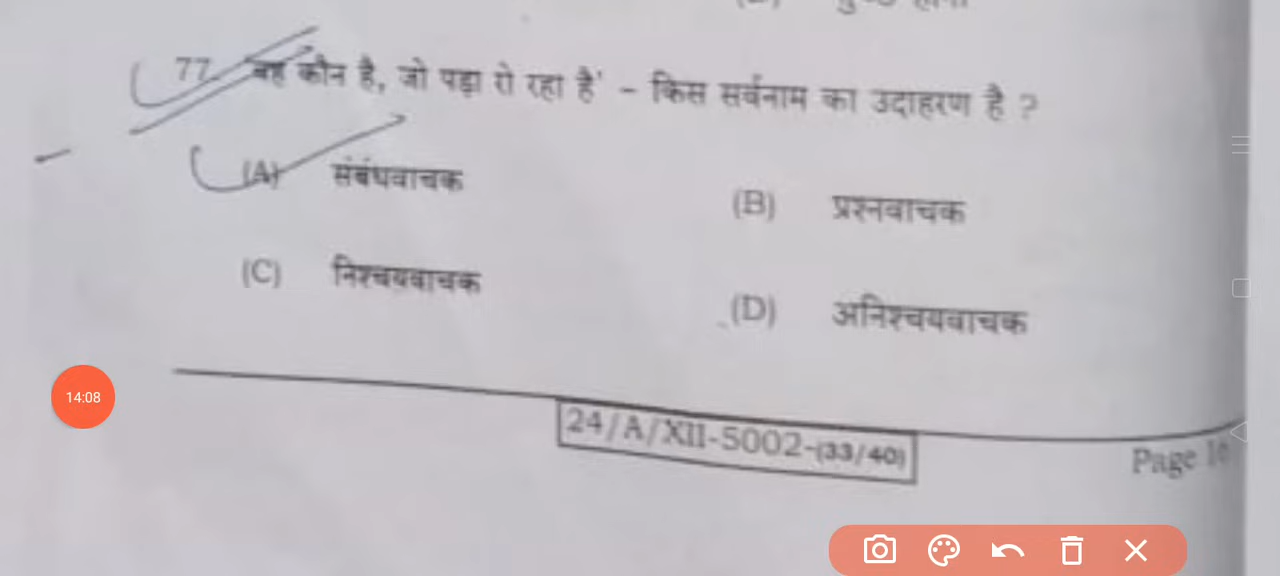 77. 'वह कौन है, जो पड़ा रो रहा है' - किस सर्वनाम का उदाहरण है ?
(A) संबंधवाचक
(B) प्रश्नवाचक
(C) निश्चयवाचक
(D) अनिश्चयवाचक
14:08
24/A/XII-5002-(33/40)
Page 16